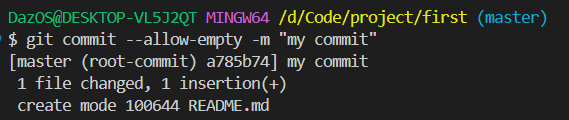 DazOS@DESKTOP-VL5J2QT MINGW64 /d/Code/project/first (master)
$ git commit --allow-empty -m "my commit"
[master (root-commit) a785b74] my commit
 1 file changed, 1 insertion(+)
 create mode 100644 README.md